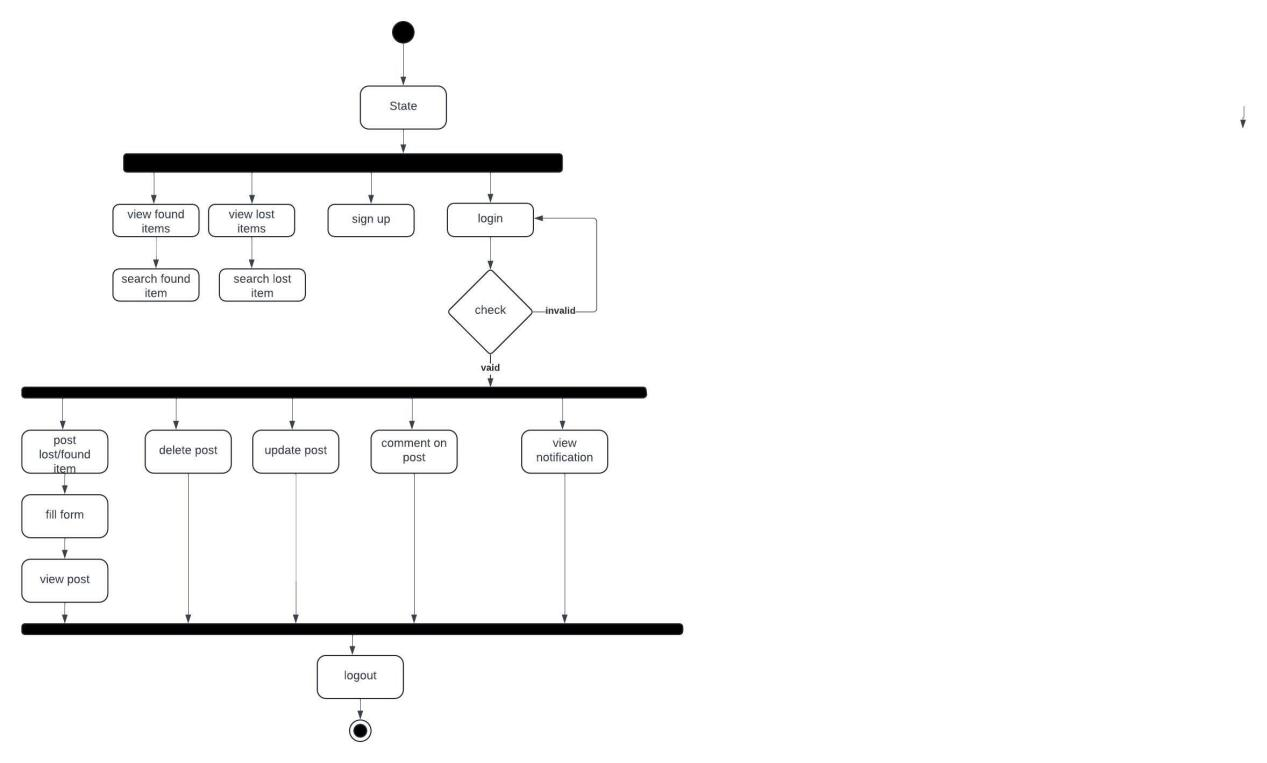 State
view found
items
view lost
items
sign up
login
search found
item
search lost
item
check
invalid
vaid
post
lost/found
item
delete post
update post
comment on
post
view
notification
fill form
view post
logout